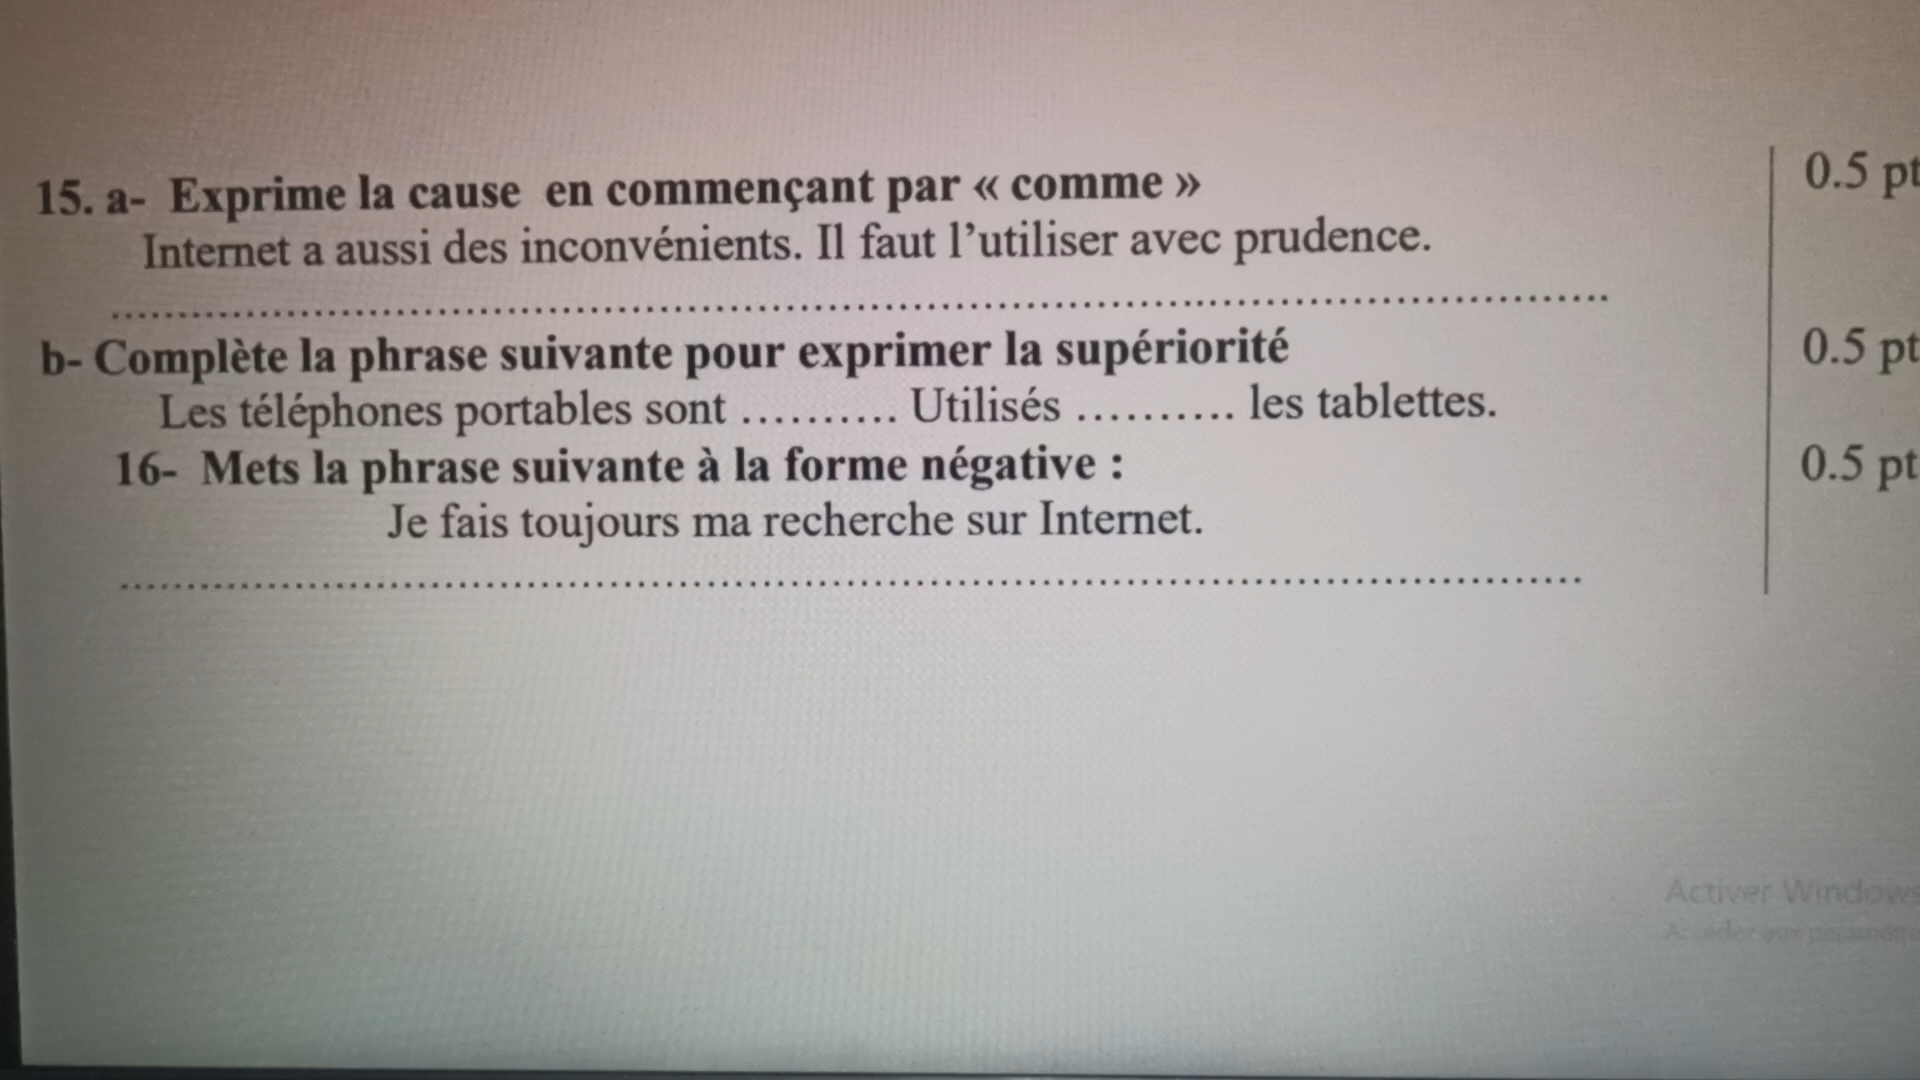 15. a- Exprime la cause en commençant par « comme » 0.5 pt
Internet a aussi des inconvénients. Il faut l’utiliser avec prudence.
................................................................................................................
b- Complète la phrase suivante pour exprimer la supériorité 0.5 pt
Les téléphones portables sont .......... Utilisés .......... les tablettes.
16- Mets la phrase suivante à la forme négative : 0.5 pt
Je fais toujours ma recherche sur Internet.
................................................................................................................
Activer Windows
Accéder aux